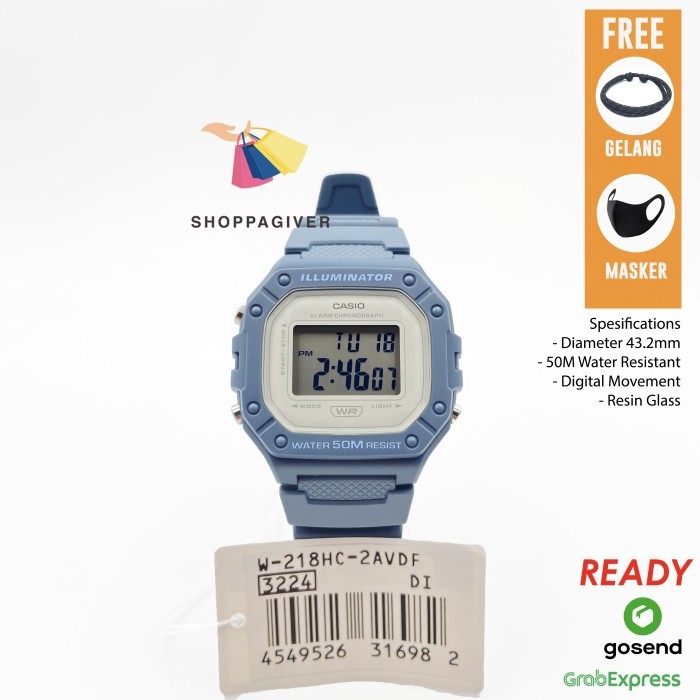 FREE
GELANG
MASKER
SHOPPAGIVER
ILLUMINATOR
CASIO
ALARM CHRONOGRAPH
START / STOP
TU 18
PM 2:46 07
MODE WR LIGHT
WATER 50M RESIST
Spesifications
- Diameter 43.2mm
- 50M Water Resistant
- Digital Movement
- Resin Glass
W-218HC-2AVDF
3224 DI
4549526 31698 2
READY
gosend
GrabExpress